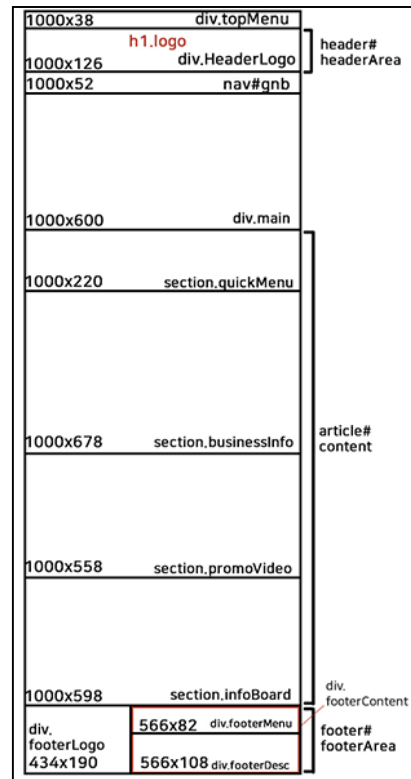 1000x38 div.topMenu
h1.logo
1000x126 div.HeaderLogo
header#
headerArea
1000x52 nav#gnb
1000x600 div.main
1000x220 section.quickMenu
1000x678 section.businessInfo
article#
content
1000x558 section.promoVideo
1000x598 section.infoBoard
div.
footerContent
div.
footerLogo
434x190
566x82 div.footerMenu
566x108 div.footerDesc
footer#
footerArea